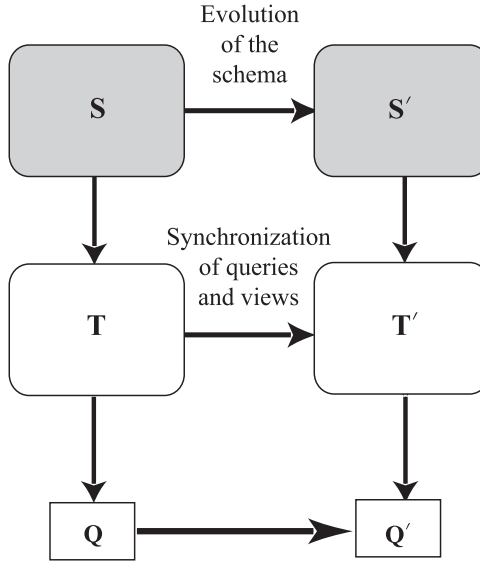 Evolution
of the
schema
S
S′
Synchronization
of queries
and views
T
T′
Q
Q′